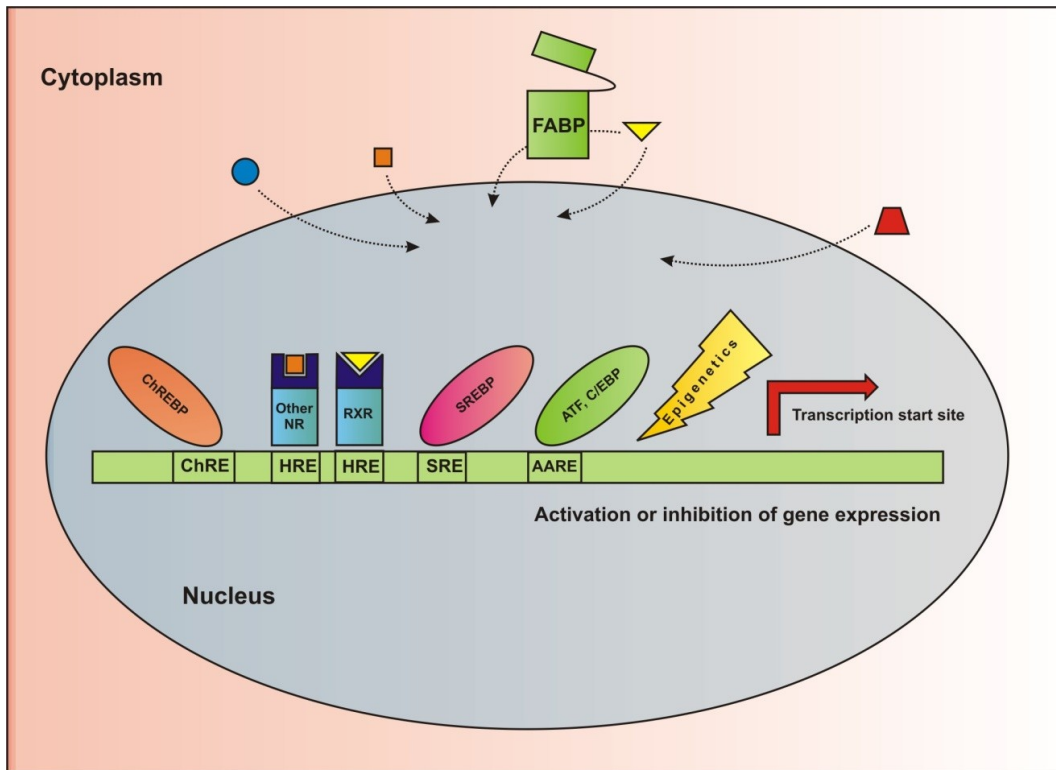 Cytoplasm
FABP
ChREBP
Other
NR
RXR
SREBP
ATF, C/EBP
Epigenetics
Transcription start site
ChRE
HRE
HRE
SRE
AARE
Activation or inhibition of gene expression
Nucleus